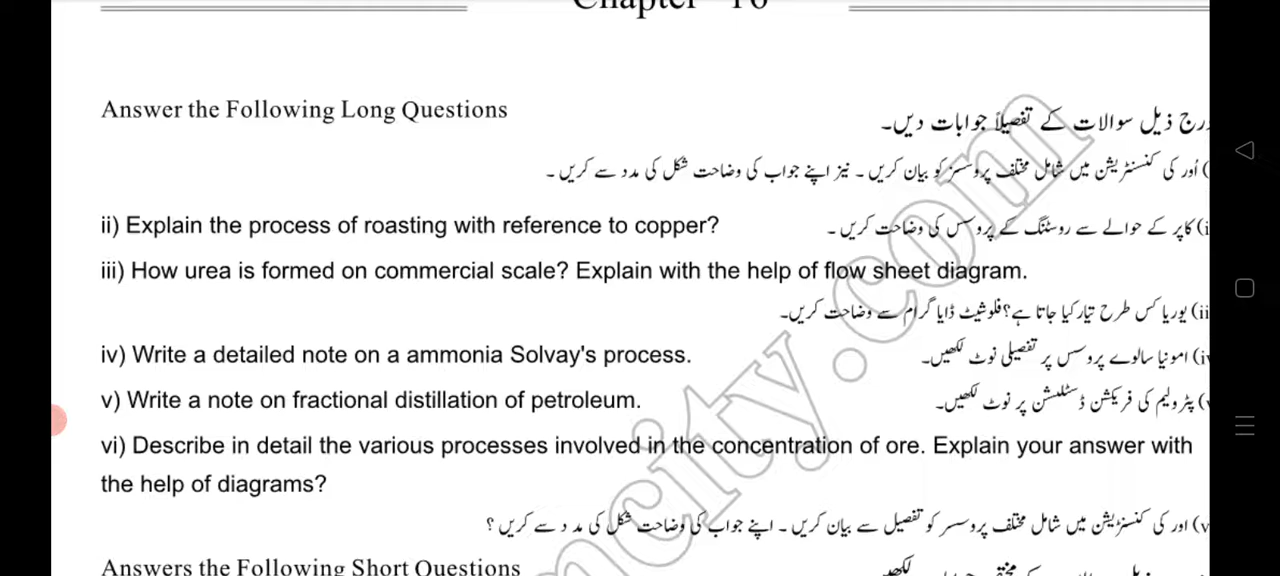 Chapter - 16
Answer the Following Long Questions
درج ذیل سوالات کے تفصیلاً جوابات دیں۔
اُور کی کنسنٹریشن میں شامل مختلف پروسسز کو بیان کریں۔ نیز اپنے جواب کی وضاحت شکل کی مدد سے کریں۔
ii) Explain the process of roasting with reference to copper?
(i کاپر کے حوالے سے روسٹنگ کے پروسس کی وضاحت کریں۔
iii) How urea is formed on commercial scale? Explain with the help of flow sheet diagram.
(ii یوریا کس طرح تیار کیا جاتا ہے؟ فلوشیٹ ڈایا گرام سے وضاحت کریں۔
iv) Write a detailed note on a ammonia Solvay's process.
(i امونیا سالوے پروسس پر تفصیلی نوٹ لکھیں۔
v) Write a note on fractional distillation of petroleum.
پٹرولیم کی فریکشن ڈسٹلیشن پر نوٹ لکھیں۔
vi) Describe in detail the various processes involved in the concentration of ore. Explain your answer with
the help of diagrams?
(v اور کی کنسنٹریشن میں شامل مختلف پروسسر کو تفصیل سے بیان کریں۔ اپنے جواب کی وضاحت شکل کی مدد سے کریں؟
Answers the Following Short Questions
mcity.com